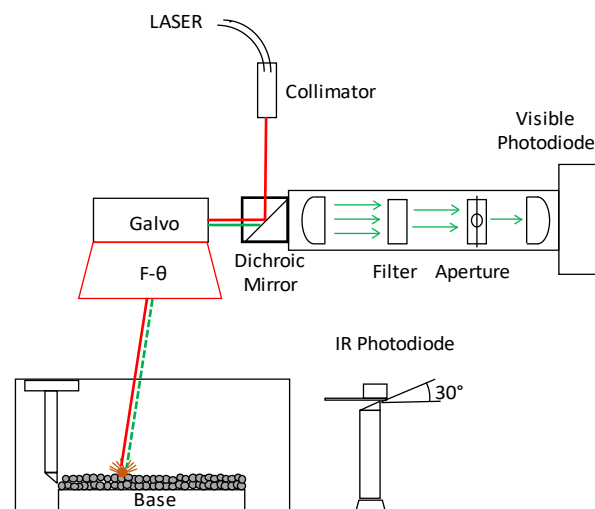 LASER
Collimator
Visible
Photodiode
Galvo
Dichroic
Mirror
Filter
Aperture
F-θ
IR Photodiode
30°
Base